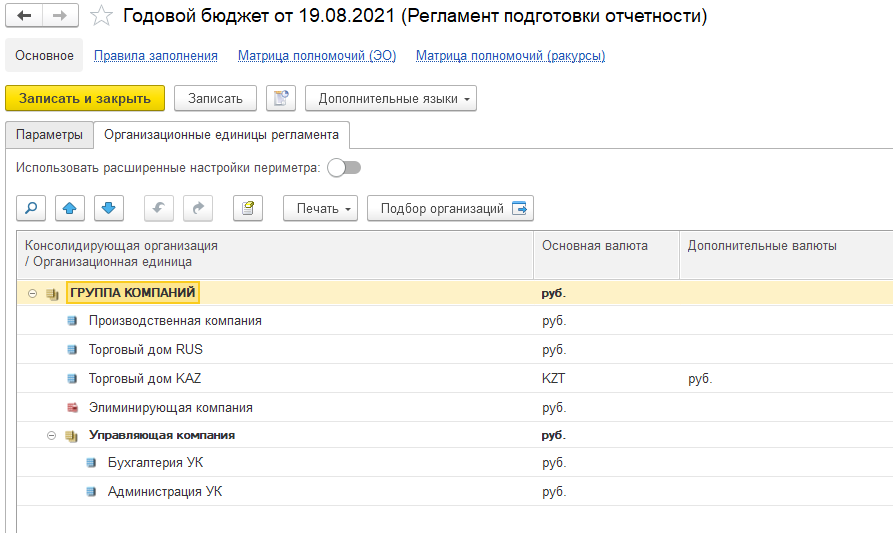 Годовой бюджет от 19.08.2021 (Регламент подготовки отчетности)
Основное Правила заполнения Матрица полномочий (ЭО) Матрица полномочий (ракурсы)
Записать и закрыть Записать Дополнительные языки
Параметры Организационные единицы регламента
Использовать расширенные настройки периметра:
Печать Подбор организаций
Консолидирующая организация Основная валюта Дополнительные валюты
/ Организационная единица
ГРУППА КОМПАНИЙ руб.
Производственная компания руб.
Торговый дом RUS руб.
Торговый дом KAZ KZT руб.
Элиминирующая компания руб.
Управляющая компания руб.
Бухгалтерия УК руб.
Администрация УК руб.